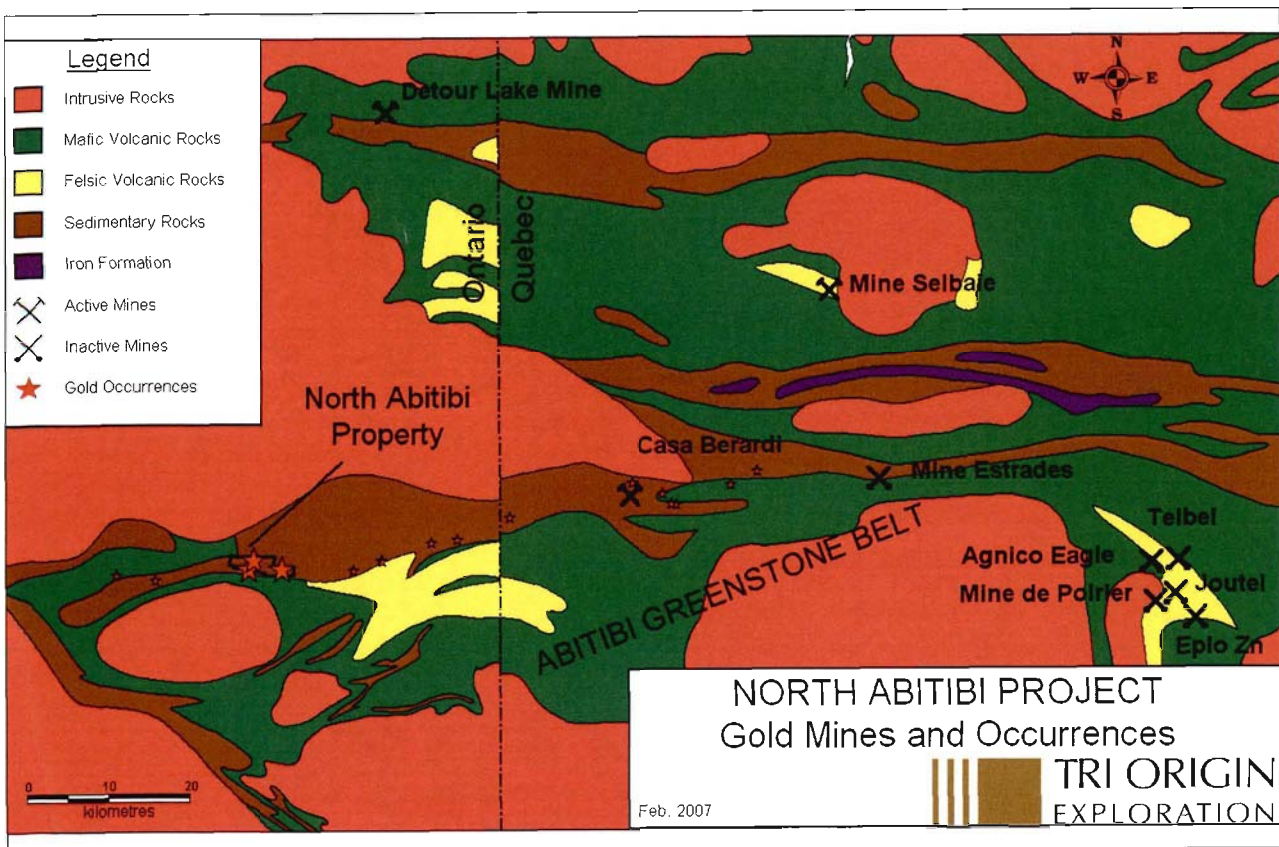 Legend
Intrusive Rocks
Mafic Volcanic Rocks
Felsic Volcanic Rocks
Sedimentary Rocks
Iron Formation
Active Mines
Inactive Mines
Gold Occurrences
N
W E
S
Detour Lake Mine
Ontario
Quebec
Mine Selbaie
North Abitibi
Property
Casa Berardi
Mine Estrades
ABITIBI GREENSTONE BELT
Telbel
Agnico Eagle
Joutel
Mine de Poirier
Eplo Zn
0 10 20
kilometres
NORTH ABITIBI PROJECT
Gold Mines and Occurrences
Feb. 2007
TRI ORIGIN
EXPLORATION